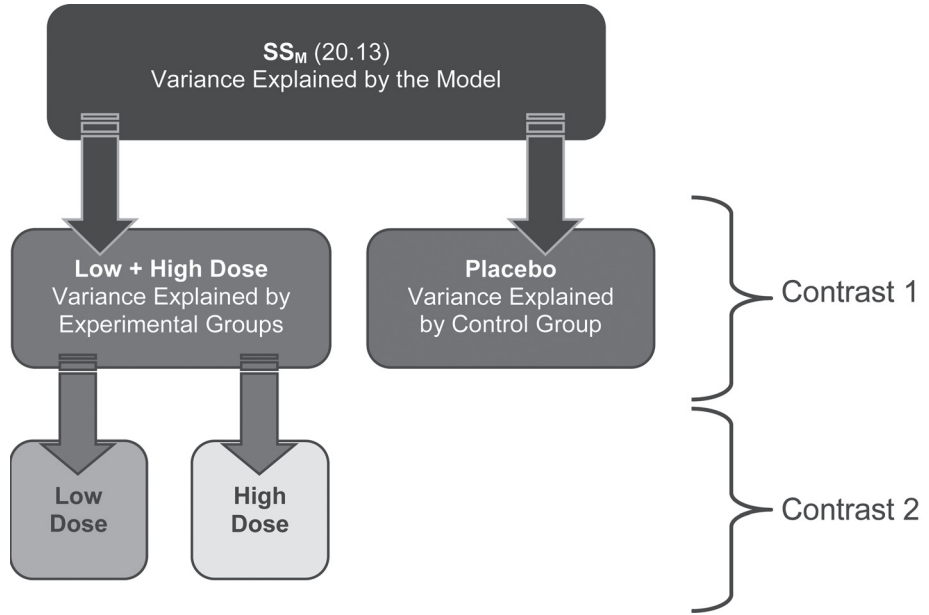 SSM (20.13)
Variance Explained by the Model
Low + High Dose
Variance Explained by
Experimental Groups
Placebo
Variance Explained
by Control Group
Contrast 1
Low
Dose
High
Dose
Contrast 2